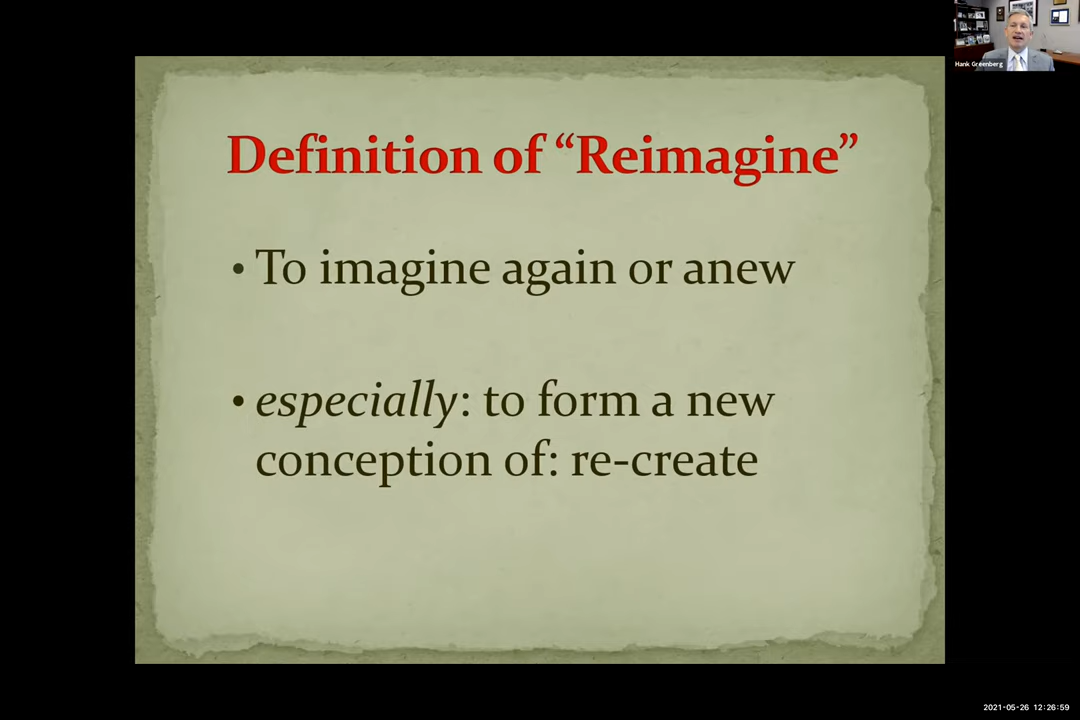 Hank Greenberg
Definition of “Reimagine”
• To imagine again or anew
• especially: to form a new
conception of: re-create
2021-05-26 12:26:59